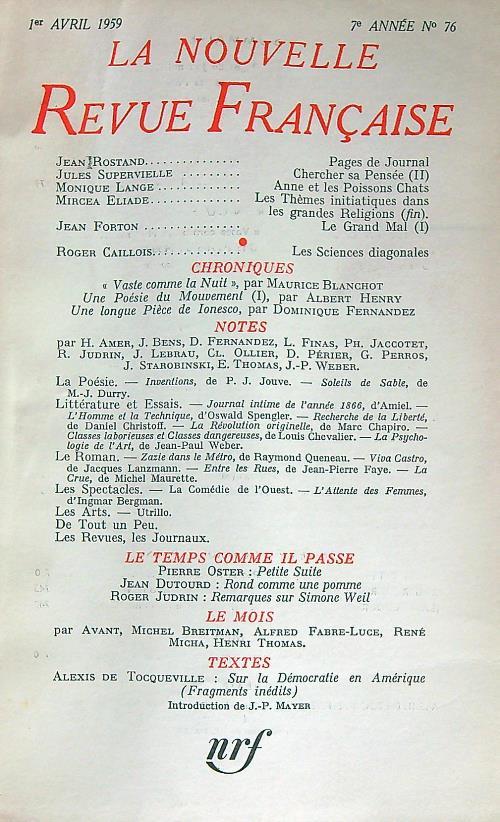 1er AVRIL 1959 7e ANNÉE No 76
LA NOUVELLE
REVUE FRANÇAISE
JEAN ROSTAND............... Pages de Journal
JULES SUPERVIELLE ......... Chercher sa Pensée (II)
MONIQUE LANGE ............. Anne et les Poissons Chats
MIRCEA ELIADE.............. Les Thèmes initiatiques dans
les grandes Religions (fin).
JEAN FORTON ............... Le Grand Mal (I)
ROGER CAILLOIS............. Les Sciences diagonales
CHRONIQUES
« Vaste comme la Nuit », par MAURICE BLANCHOT
Une Poésie du Mouvement (I), par ALBERT HENRY
Une longue Pièce de Ionesco, par DOMINIQUE FERNANDEZ
NOTES
par H. AMER, J. BENS, D. FERNANDEZ, L. FINAS, PH. JACCOTET,
R. JUDRIN, J. LEBRAU, CL. OLLIER, D. PÉRIER, G. PERROS,
J. STAROBINSKI, E. THOMAS, J.-P. WEBER.
La Poésie. — Inventions, de P. J. Jouve. — Soleils de Sable, de
M.-J. Durry.
Littérature et Essais. — Journal intime de l'année 1866, d'Amiel. —
L'Homme et la Technique, d'Oswald Spengler. — Recherche de la Liberté,
de Daniel Christoff. — La Révolution originelle, de Marc Chapiro. —
Classes laborieuses et Classes dangereuses, de Louis Chevalier. — La Psycho-
logie de l'Art, de Jean-Paul Weber.
Le Roman. — Zazie dans le Métro, de Raymond Queneau. — Viva Castro,
de Jacques Lanzmann. — Entre les Rues, de Jean-Pierre Faye. — La
Crue, de Michel Maurette.
Les Spectacles. — La Comédie de l'Ouest. — L'Attente des Femmes,
d'Ingmar Bergman.
Les Arts. — Utrillo.
De Tout un Peu.
Les Revues, les Journaux.
LE TEMPS COMME IL PASSE
PIERRE OSTER : Petite Suite
JEAN DUTOURD : Rond comme une pomme
ROGER JUDRIN : Remarques sur Simone Weil
LE MOIS
par AVANT, MICHEL BREITMAN, ALFRED FABRE-LUCE, RENÉ
MICHA, HENRI THOMAS.
TEXTES
ALEXIS DE TOCQUEVILLE : Sur la Démocratie en Amérique
(Fragments inédits)
Introduction de J.-P. MAYER
nrf